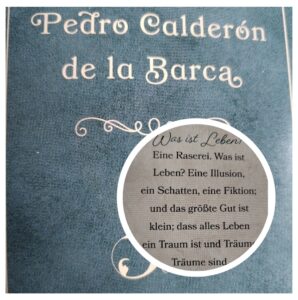 Pedro Calderón
de la Barca
Was ist Leben?
Eine Raserei. Was ist
Leben? Eine Illusion,
ein Schatten, eine Fiktion;
und das größte Gut ist
klein; dass alles Leben
ein Traum ist und Träume
Träume sind